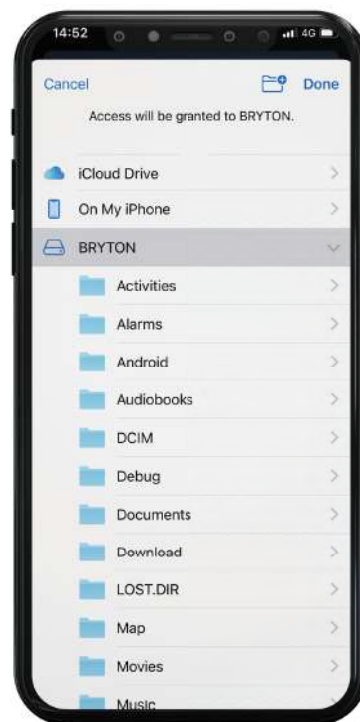 14:52 4G
Cancel Done
Access will be granted to BRYTON.
iCloud Drive
On My iPhone
BRYTON
Activities
Alarms
Android
Audiobooks
DCIM
Debug
Documents
Download
LOST.DIR
Map
Movies
Music